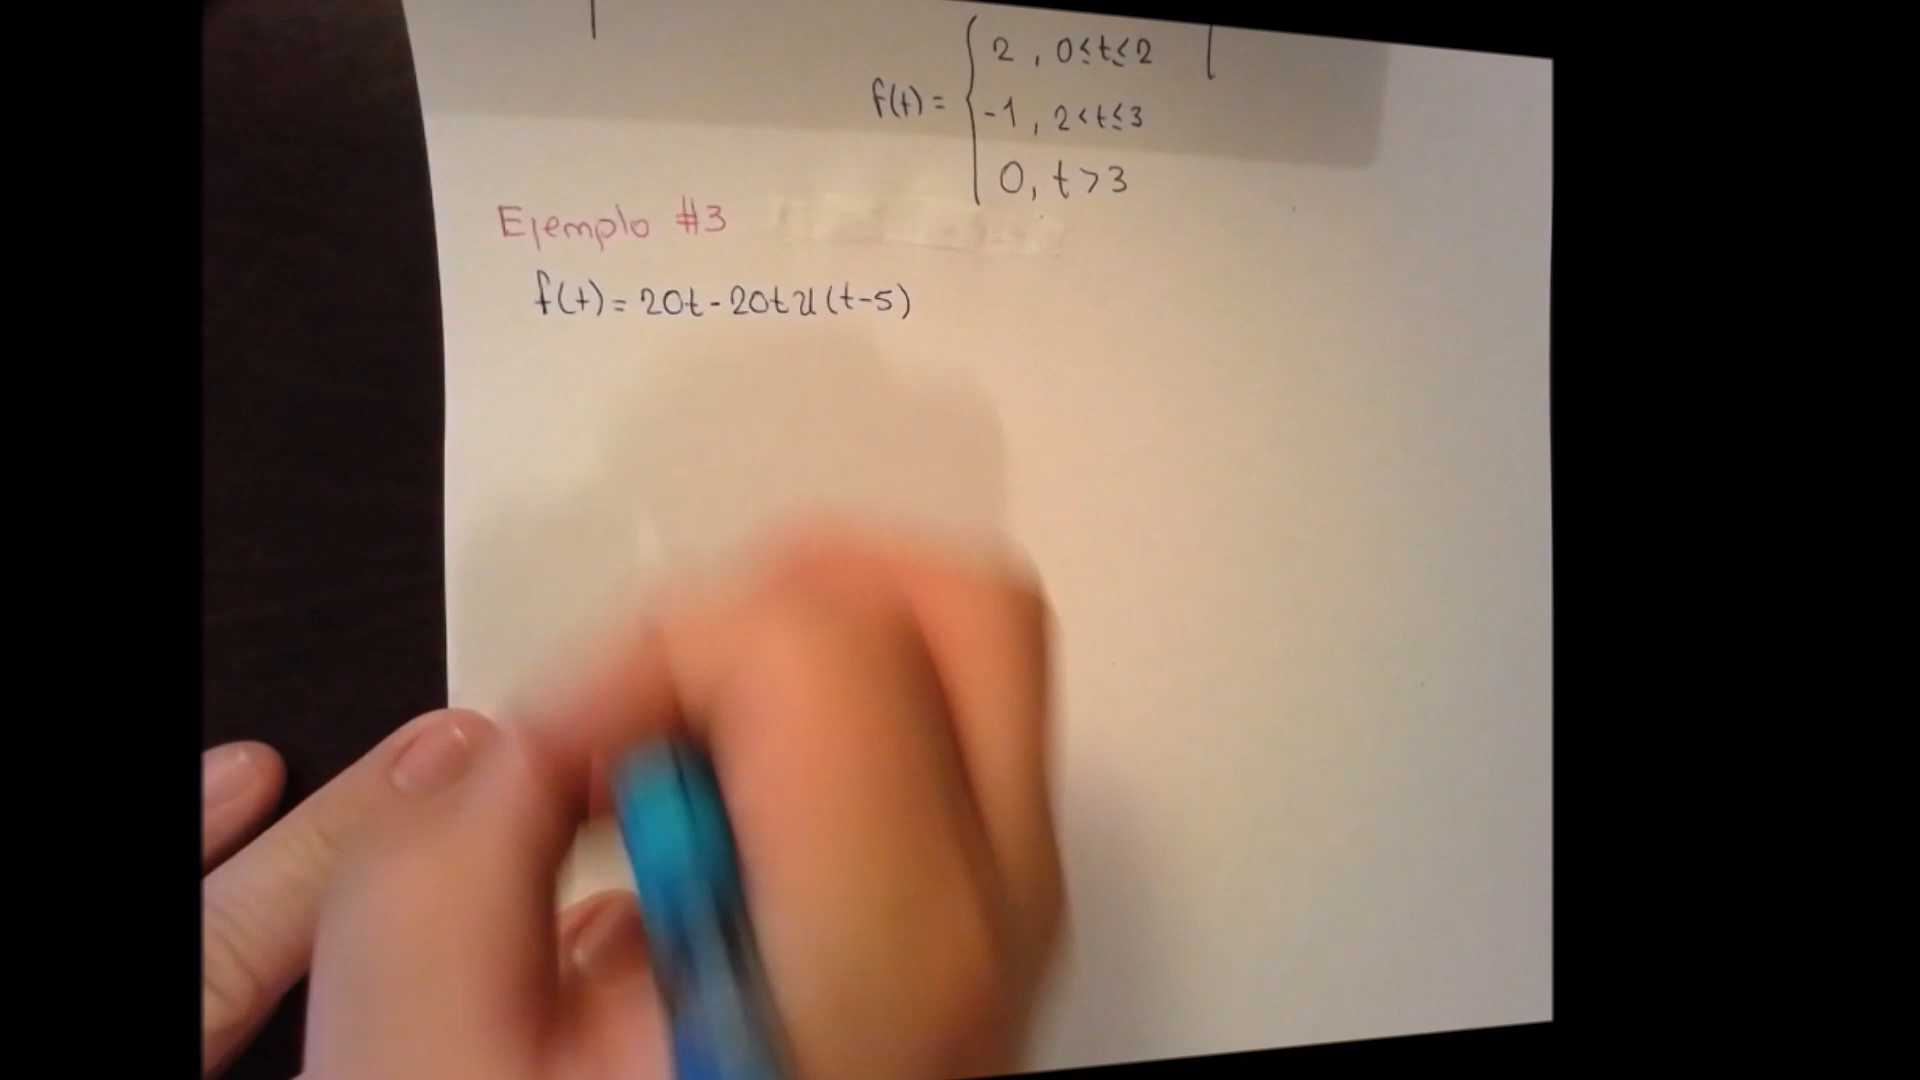 2 , 0≤t≤2
f(t) = -1 , 2<t≤3
0, t>3
Ejemplo #3
f(t) = 20t - 20t u(t-5)